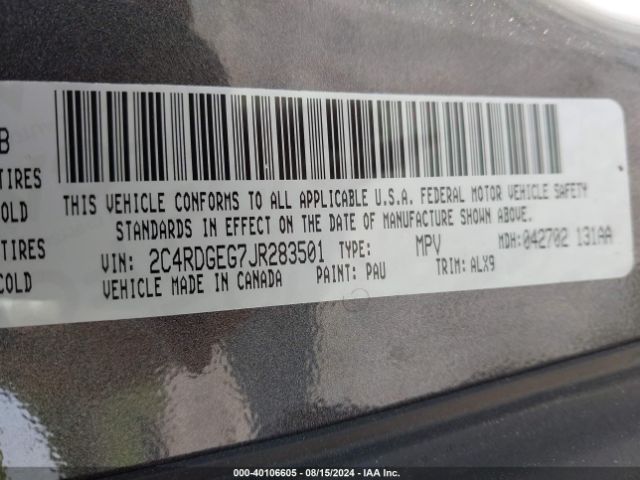 B
TIRES
OLD
TIRES
COLD
THIS VEHICLE CONFORMS TO ALL APPLICABLE U.S.A. FEDERAL MOTOR VEHICLE SAFETY
STANDARDS IN EFFECT ON THE DATE OF MANUFACTURE SHOWN ABOVE.
VIN: 2C4RDGEG7JR283501 TYPE: MPV MDH:042702 131AA
VEHICLE MADE IN CANADA PAINT: PAU TRIM: ALX9
000-40106605 - 08/15/2024 - IAA Inc.